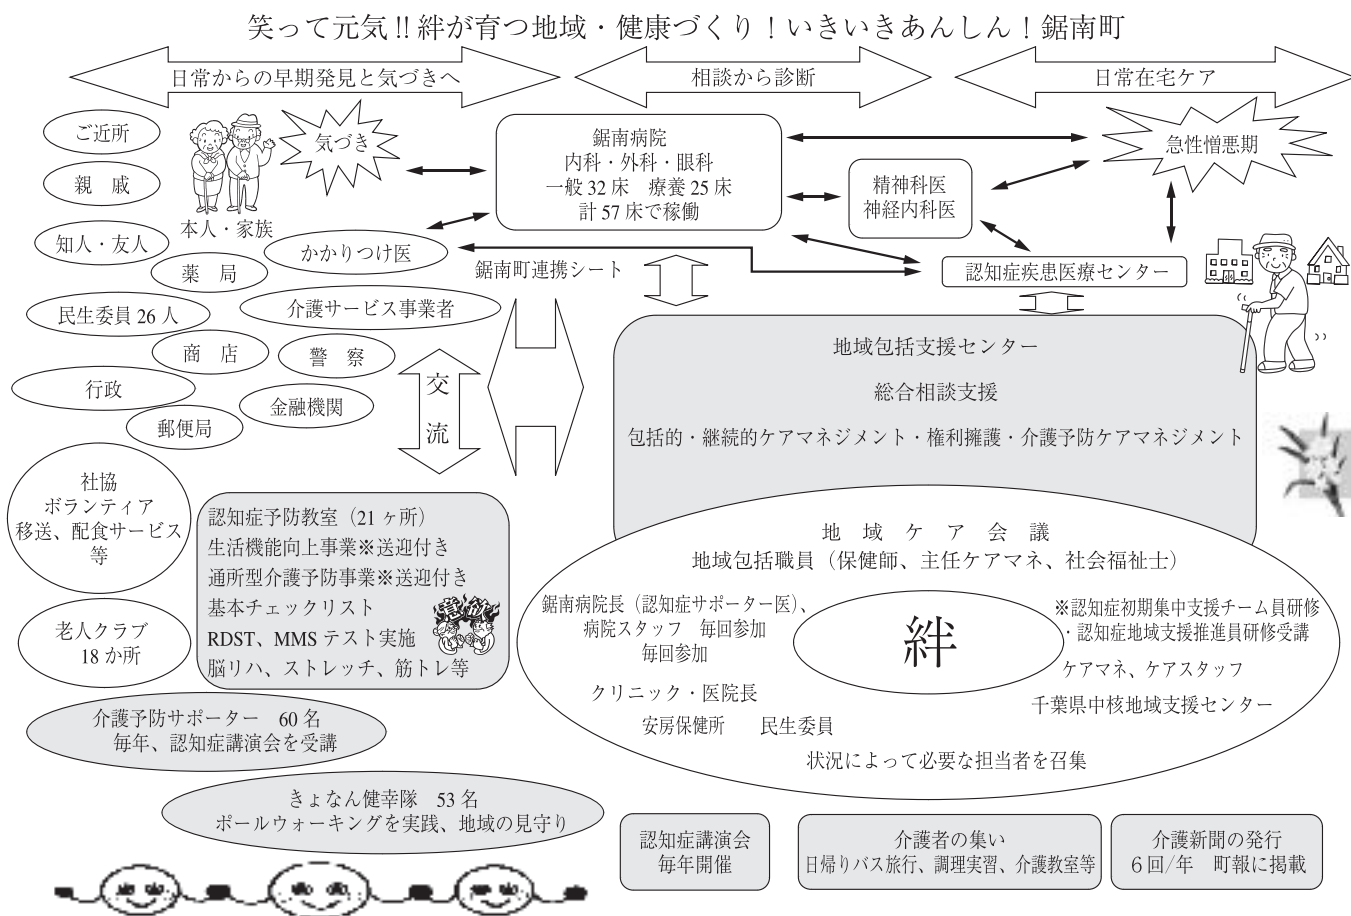 笑って元気!!絆が育つ地域・健康づくり!いきいきあんしん!鋸南町
日常からの早期発見と気づきへ
相談から診断
日常在宅ケア
ご近所
親　戚
知人・友人
本人・家族
気づき
薬　局
かかりつけ医
民生委員26人
介護サービス事業者
商　店
警　察
行政
金融機関
郵便局
交
流
鋸南病院
内科・外科・眼科
一般32床　療養25床
計57床で稼働
精神科医
神経内科医
急性憎悪期
鋸南町連携シート
認知症疾患医療センター
地域包括支援センター
総合相談支援
包括的・継続的ケアマネジメント・権利擁護・介護予防ケアマネジメント
社協
ボランティア
移送、配食サービス
等
老人クラブ
18か所
認知症予防教室（21ヶ所）
生活機能向上事業※送迎付き
通所型介護予防事業※送迎付き
基本チェックリスト
RDST、MMSテスト実施
脳リハ、ストレッチ、筋トレ等
意欲
介護予防サポーター　60名
毎年、認知症講演会を受講
きょなん健幸隊　53名
ポールウォーキングを実践、地域の見守り
地　域　ケ　ア　会　議
地域包括職員（保健師、主任ケアマネ、社会福祉士）
鋸南病院長（認知症サポーター医）、
病院スタッフ　毎回参加
毎回参加
クリニック・医院長
安房保健所　民生委員
絆
※認知症初期集中支援チーム員研修
・認知症地域支援推進員研修受講
ケアマネ、ケアスタッフ
千葉県中核地域支援センター
状況によって必要な担当者を召集
認知症講演会
毎年開催
介護者の集い
日帰りバス旅行、調理実習、介護教室等
介護新聞の発行
6回/年　町報に掲載